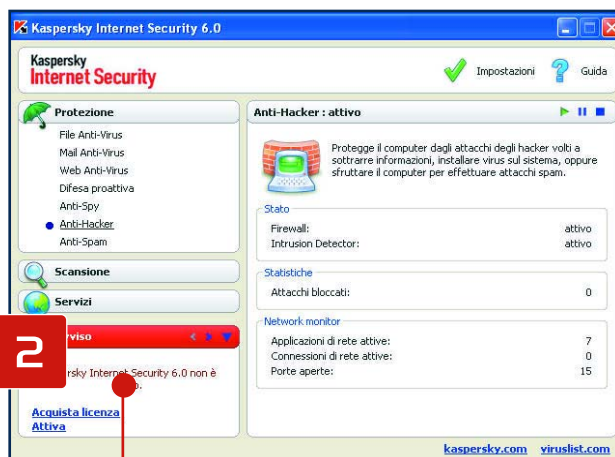 Kaspersky Internet Security 6.0
Kaspersky
Internet Security
Impostazioni
Guida
Protezione
File Anti-Virus
Mail Anti-Virus
Web Anti-Virus
Difesa proattiva
Anti-Spy
Anti-Hacker
Anti-Spam
Scansione
Servizi
2
rsky Internet Security 6.0 non è
Acquista licenza
Attiva
Anti-Hacker : attivo
Protegge il computer dagli attacchi degli hacker volti a
sottrarre informazioni, installare virus sul sistema, oppure
sfruttare il computer per effettuare attacchi spam.
Stato
Firewall: attivo
Intrusion Detector: attivo
Statistiche
Attacchi bloccati: 0
Network monitor
Applicazioni di rete attive: 7
Connessioni di rete attive: 0
Porte aperte: 15
kaspersky.com viruslist.com